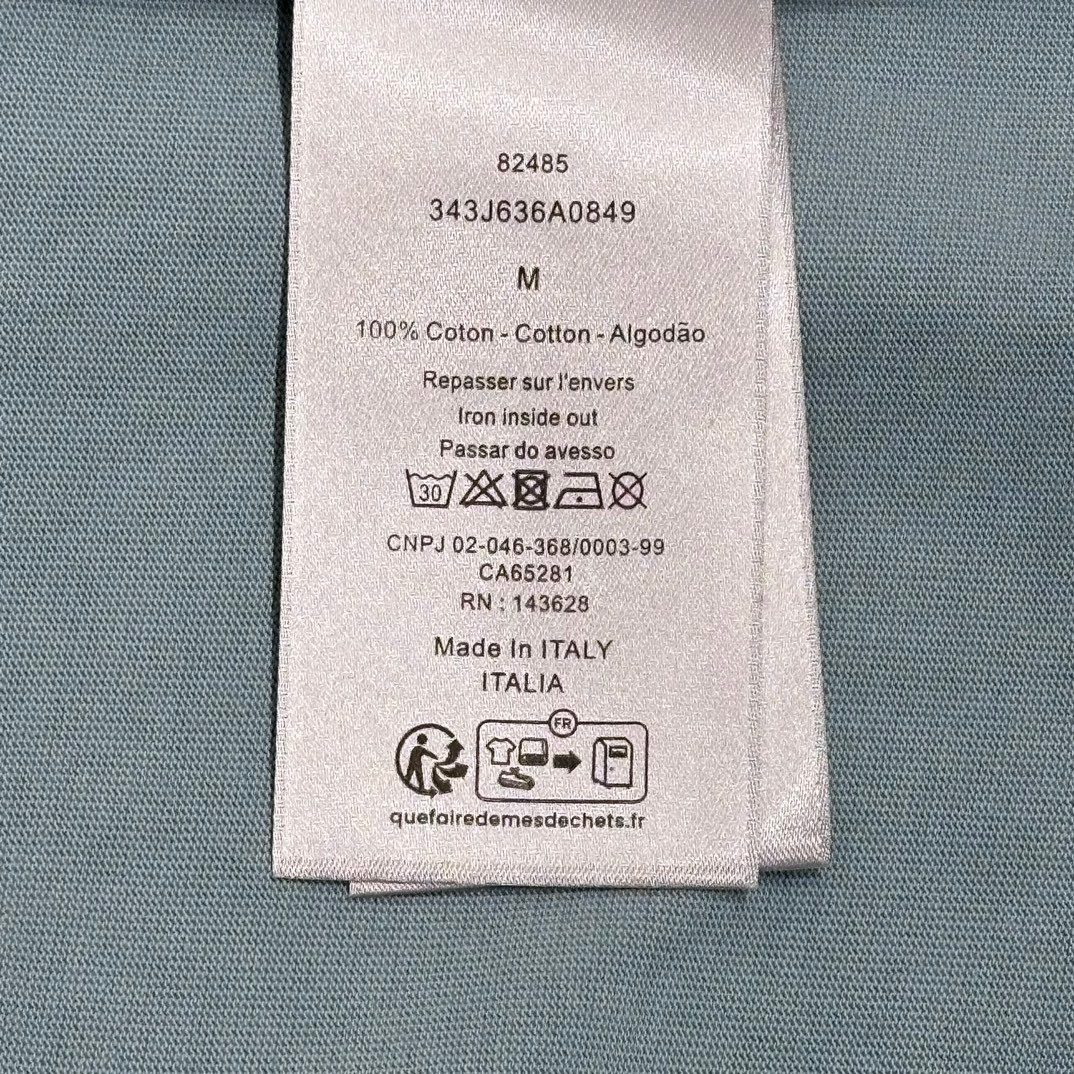 82485
343J636A0849
M
100% Coton - Cotton - Algodão
Repasser sur l'envers
Iron inside out
Passar do avesso
30
CNPJ 02-046-368/0003-99
CA65281
RN : 143628
Made In ITALY
ITALIA
FR
quefairedemesdechets.fr